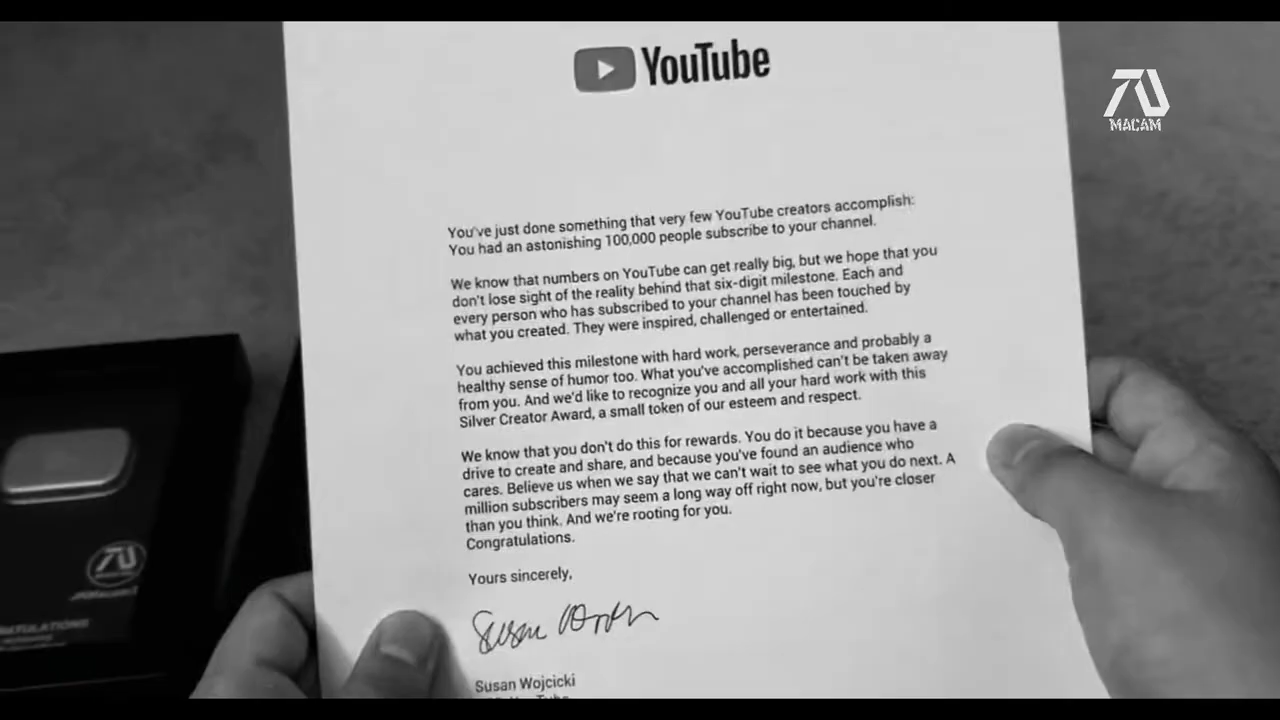 YouTube
MACAM
You've just done something that very few YouTube creators accomplish:
You had an astonishing 100,000 people subscribe to your channel.
We know that numbers on YouTube can get really big, but we hope that you
don't lose sight of the reality behind that six-digit milestone. Each and
every person who has subscribed to your channel has been touched by
what you created. They were inspired, challenged or entertained.
You achieved this milestone with hard work, perseverance and probably a
healthy sense of humor too. What you've accomplished can't be taken away
from you. And we'd like to recognize you and all your hard work with this
Silver Creator Award, a small token of our esteem and respect.
We know that you don't do this for rewards. You do it because you have a
drive to create and share, and because you've found an audience who
cares. Believe us when we say that we can't wait to see what you do next. A
million subscribers may seem a long way off right now, but you're closer
than you think. And we're rooting for you.
Congratulations.
Yours sincerely,
Susan Wojcicki